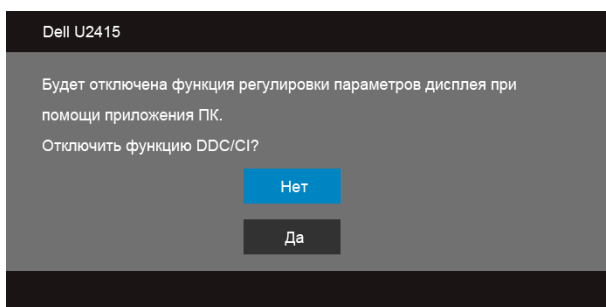 Dell U2415
Будет отключена функция регулировки параметров дисплея при
помощи приложения ПК.
Отключить функцию DDC/CI?
Нет
Да